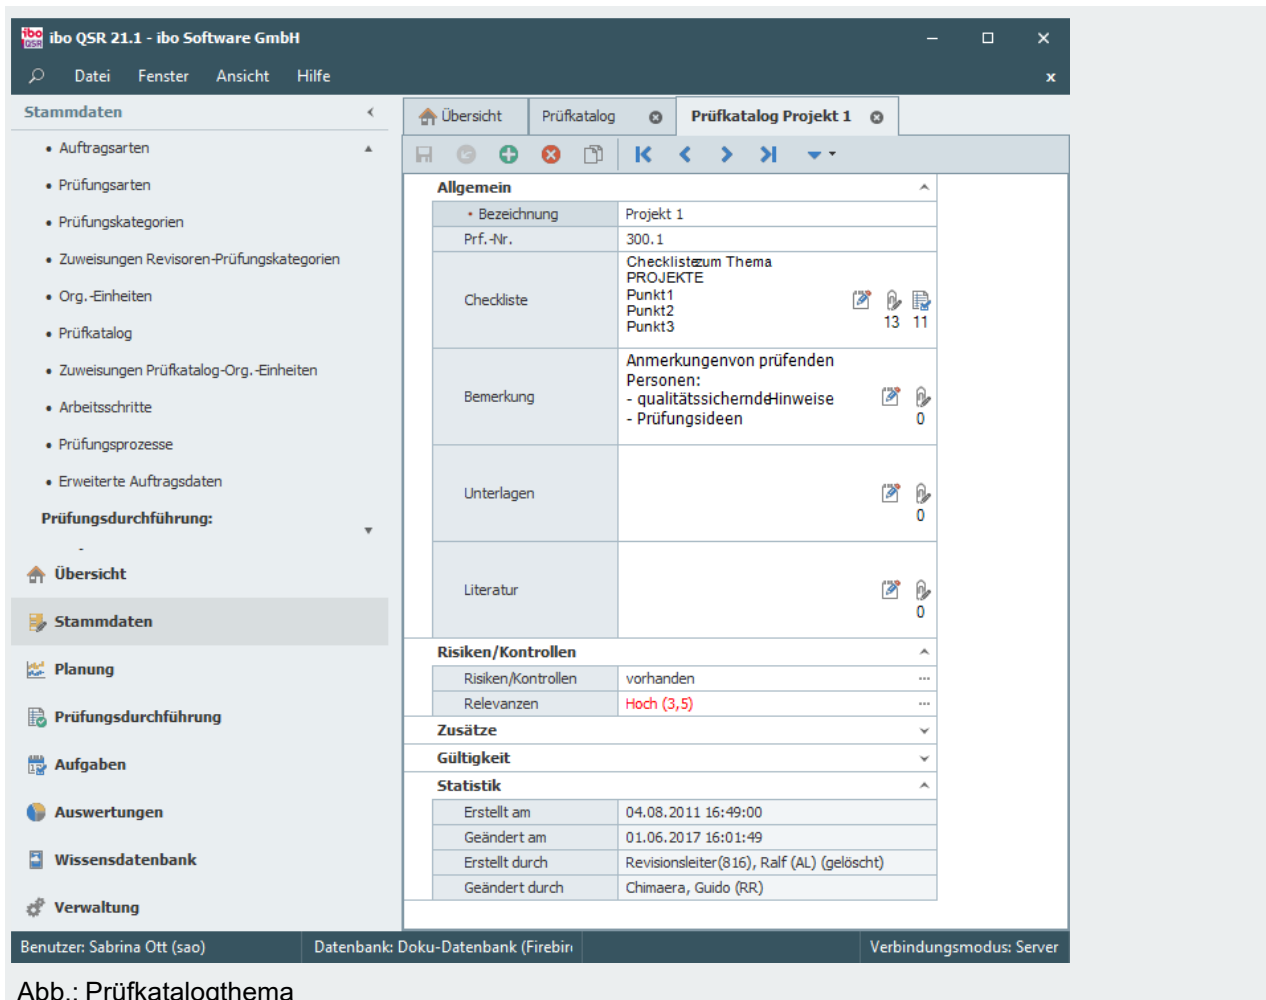 ibo QSR 21.1 - ibo Software GmbH
Datei Fenster Ansicht Hilfe
Stammdaten
• Auftragsarten
• Prüfungsarten
• Prüfungskategorien
• Zuweisungen Revisoren-Prüfungskategorien
• Org.-Einheiten
• Prüfkatalog
• Zuweisungen Prüfkatalog-Org.-Einheiten
• Arbeitsschritte
• Prüfungsprozesse
• Erweiterte Auftragsdaten
Prüfungsdurchführung:
Übersicht
Stammdaten
Planung
Prüfungsdurchführung
Aufgaben
Auswertungen
Wissensdatenbank
Verwaltung
Übersicht Prüfkatalog Prüfkatalog Projekt 1
Allgemein
• Bezeichnung Projekt 1
Prf.-Nr. 300.1
Checkliste
Checklistezum Thema
PROJEKTE
Punkt1
Punkt2
Punkt3
13 11
Bemerkung
Anmerkungenvon prüfenden
Personen:
- qualitätssicherndeHinweise
- Prüfungsideen
0
Unterlagen
0
Literatur
0
Risiken/Kontrollen
Risiken/Kontrollen vorhanden ...
Relevanzen Hoch (3,5) ...
Zusätze
Gültigkeit
Statistik
Erstellt am 04.08.2011 16:49:00
Geändert am 01.06.2017 16:01:49
Erstellt durch Revisionsleiter(816), Ralf (AL) (gelöscht)
Geändert durch Chimaera, Guido (RR)
Benutzer: Sabrina Ott (sao) Datenbank: Doku-Datenbank (Firebir Verbindungsmodus: Server
Abb.: Prüfkatalogthema